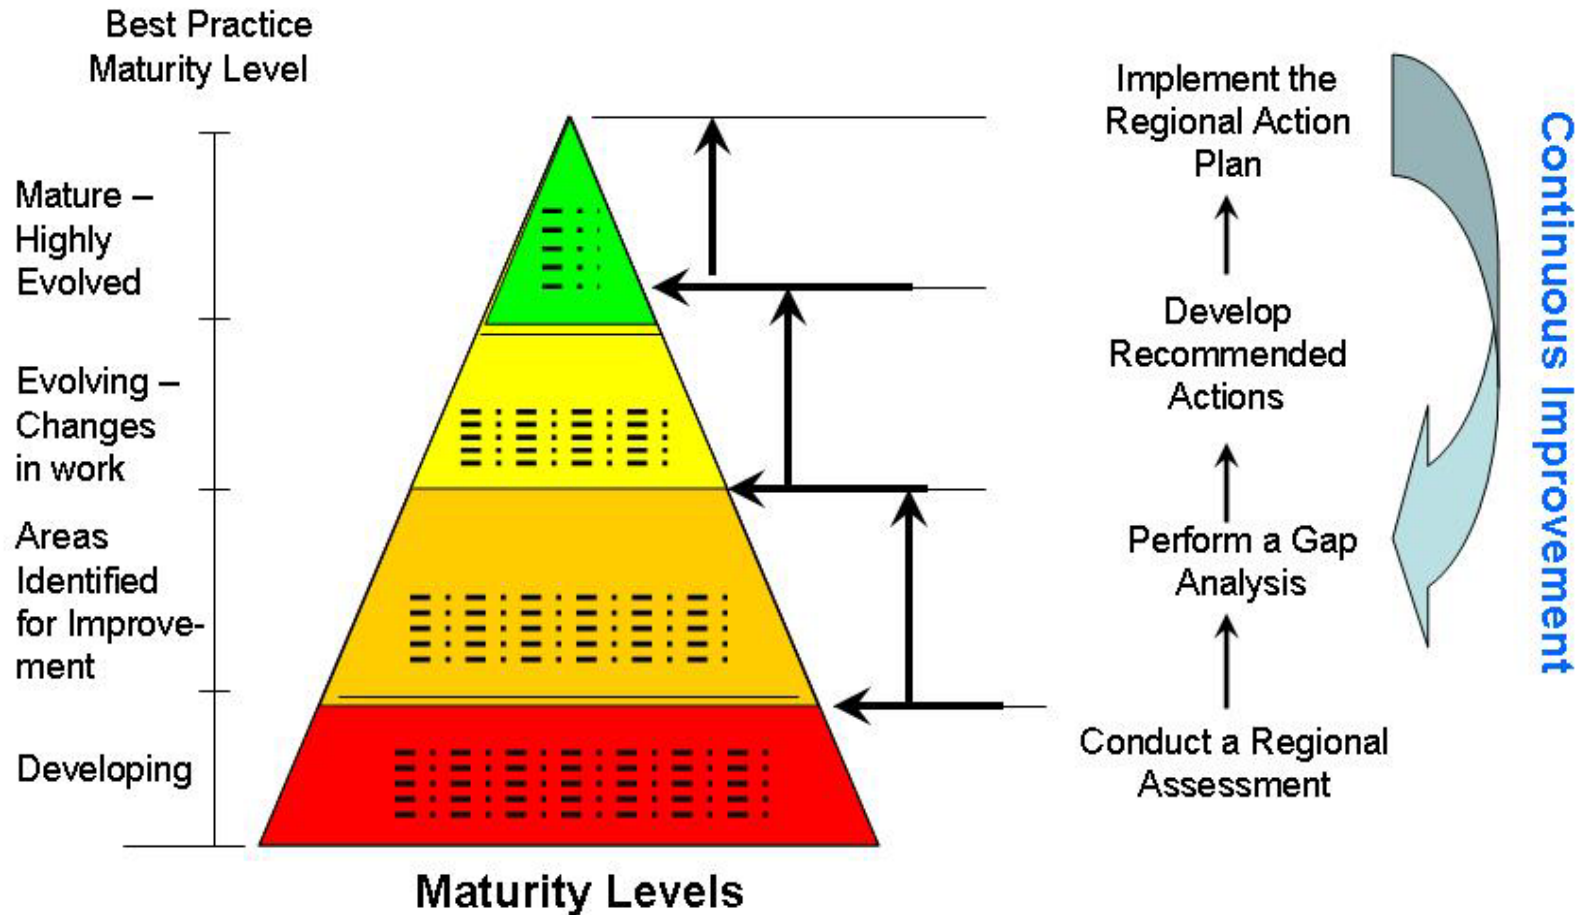 Best Practice
Maturity Level
Mature –
Highly
Evolved
Evolving –
Changes
in work
Areas
Identified
for Improve-
ment
Developing
Maturity Levels
Implement the
Regional Action
Plan
Develop
Recommended
Actions
Perform a Gap
Analysis
Conduct a Regional
Assessment
Continuous Improvement